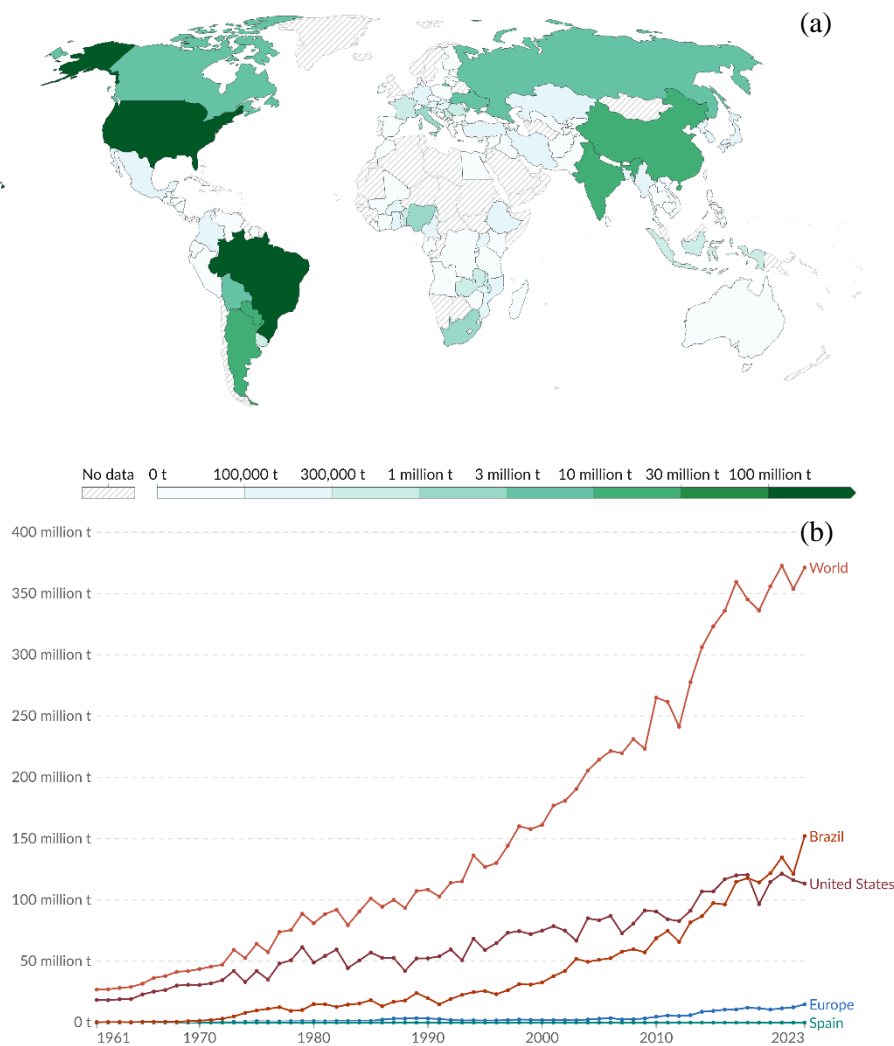 (a)
No data 0 t 100,000 t 300,000 t 1 million t 3 million t 10 million t 30 million t 100 million t
(b)
400 million t
World
350 million t
300 million t
250 million t
200 million t
150 million t
Brazil
United States
100 million t
50 million t
Europe
0 t
Spain
1961 1970 1980 1990 2000 2010 2023